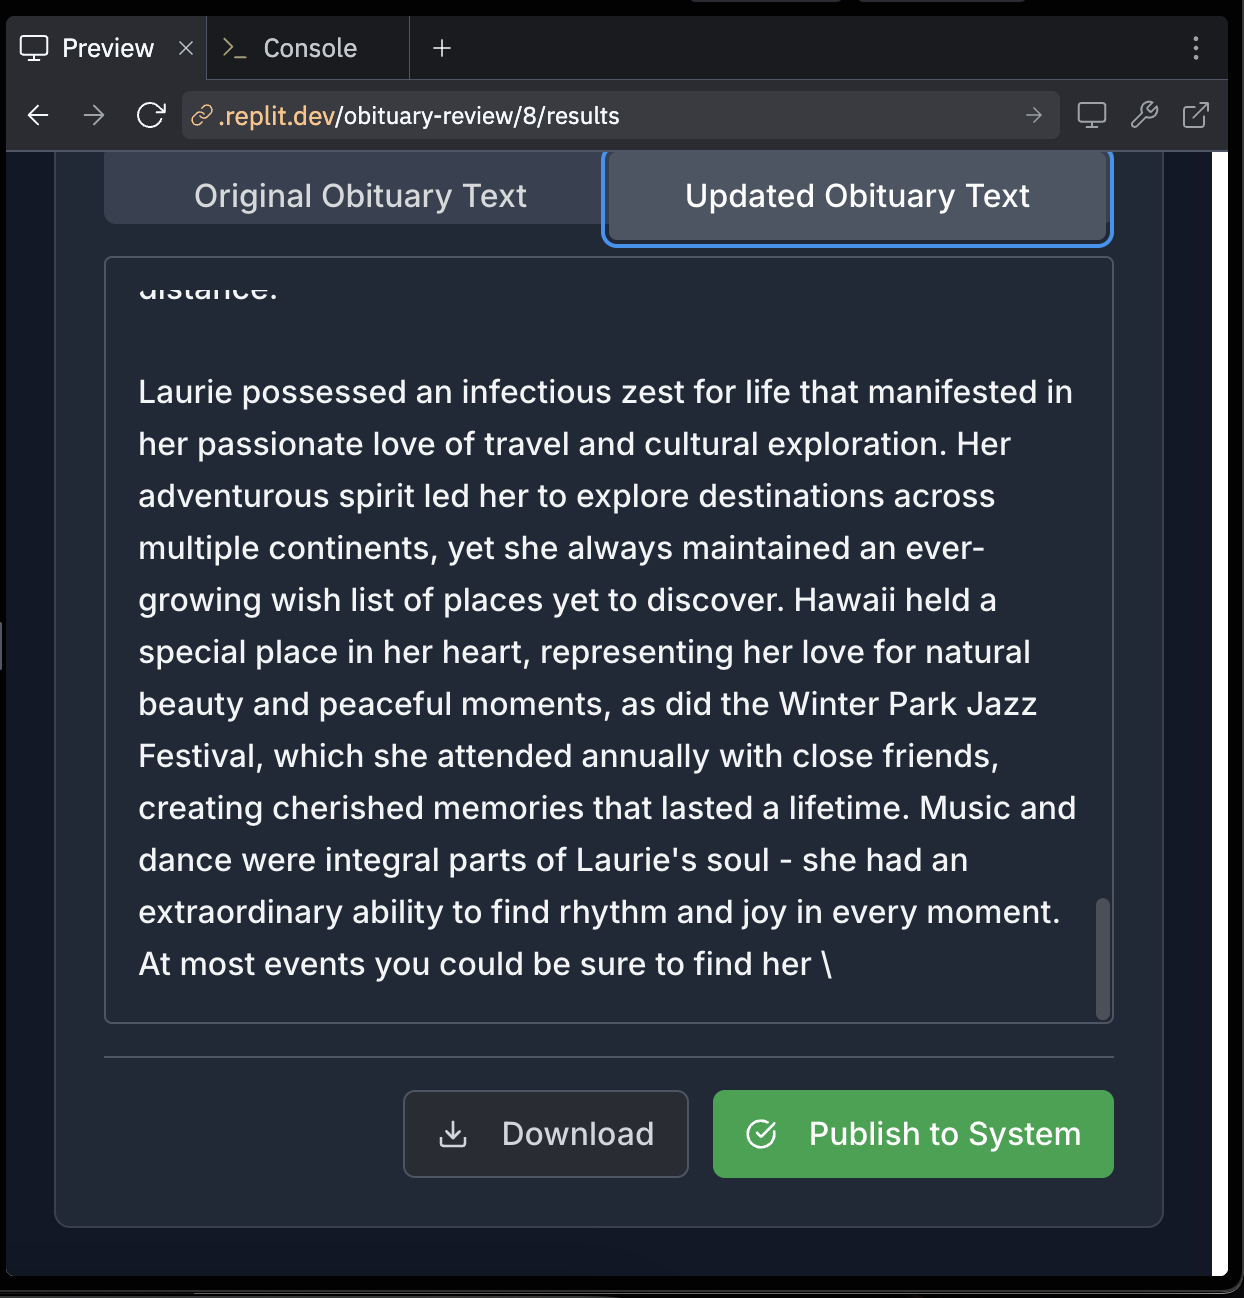 Preview
Console
.replit.dev/obituary-review/8/results
Original Obituary Text
Updated Obituary Text
distance.
Laurie possessed an infectious zest for life that manifested in
her passionate love of travel and cultural exploration. Her
adventurous spirit led her to explore destinations across
multiple continents, yet she always maintained an ever-
growing wish list of places yet to discover. Hawaii held a
special place in her heart, representing her love for natural
beauty and peaceful moments, as did the Winter Park Jazz
Festival, which she attended annually with close friends,
creating cherished memories that lasted a lifetime. Music and
dance were integral parts of Laurie's soul - she had an
extraordinary ability to find rhythm and joy in every moment.
At most events you could be sure to find her \
Download
Publish to System